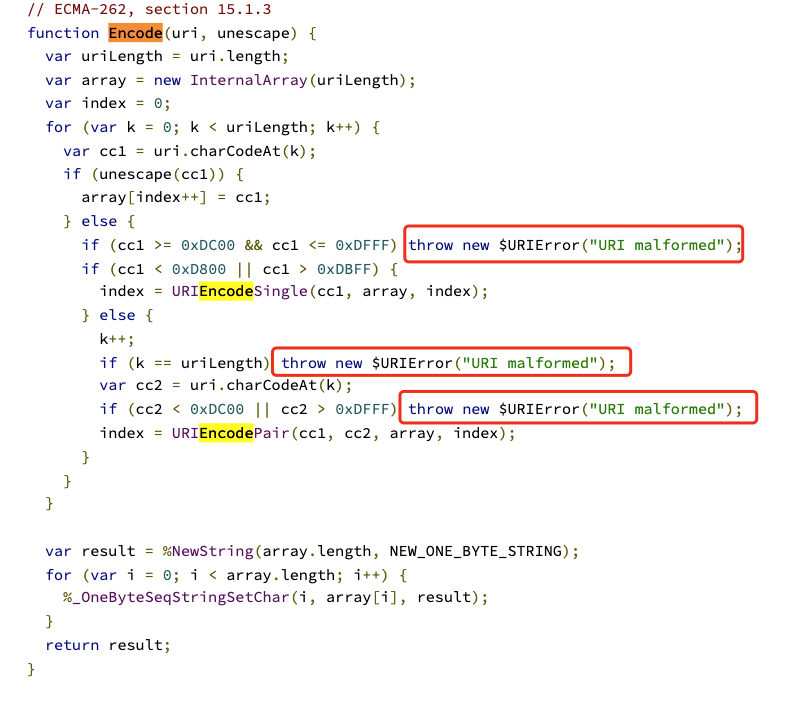 // ECMA-262, section 15.1.3
function Encode(uri, unescape) {
  var uriLength = uri.length;
  var array = new InternalArray(uriLength);
  var index = 0;
  for (var k = 0; k < uriLength; k++) {
    var cc1 = uri.charCodeAt(k);
    if (unescape(cc1)) {
      array[index++] = cc1;
    } else {
      if (cc1 >= 0xDC00 && cc1 <= 0xDFFF) throw new $URIError("URI malformed");
      if (cc1 < 0xD800 || cc1 > 0xDBFF) {
        index = URIEncodeSingle(cc1, array, index);
      } else {
        k++;
        if (k == uriLength) throw new $URIError("URI malformed");
        var cc2 = uri.charCodeAt(k);
        if (cc2 < 0xDC00 || cc2 > 0xDFFF) throw new $URIError("URI malformed");
        index = URIEncodePair(cc1, cc2, array, index);
      }
    }
  }

  var result = %NewString(array.length, NEW_ONE_BYTE_STRING);
  for (var i = 0; i < array.length; i++) {
    %_OneByteSeqStringSetChar(i, array[i], result);
  }
  return result;
}